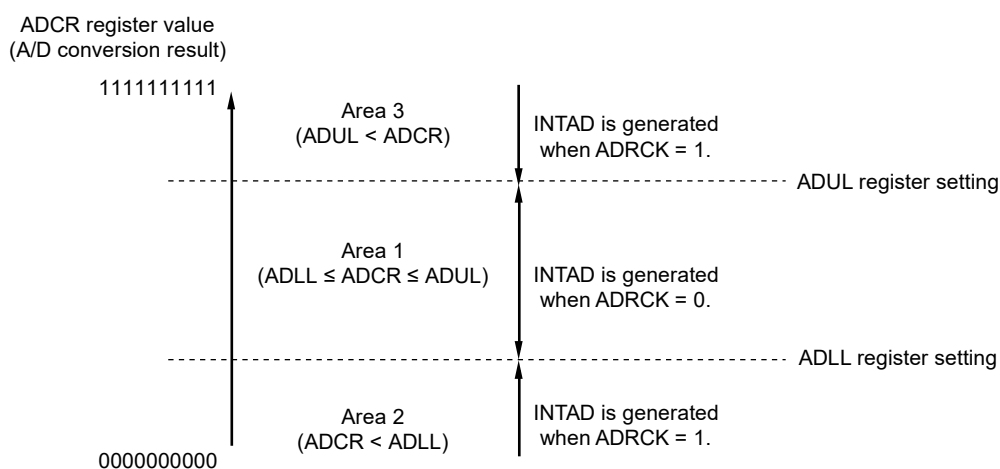 ADCR register value
(A/D conversion result)
1111111111
Area 3
(ADUL < ADCR)
INTAD is generated
when ADRCK = 1.
ADUL register setting
Area 1
(ADLL ≤ ADCR ≤ ADUL)
INTAD is generated
when ADRCK = 0.
ADLL register setting
Area 2
(ADCR < ADLL)
INTAD is generated
when ADRCK = 1.
0000000000